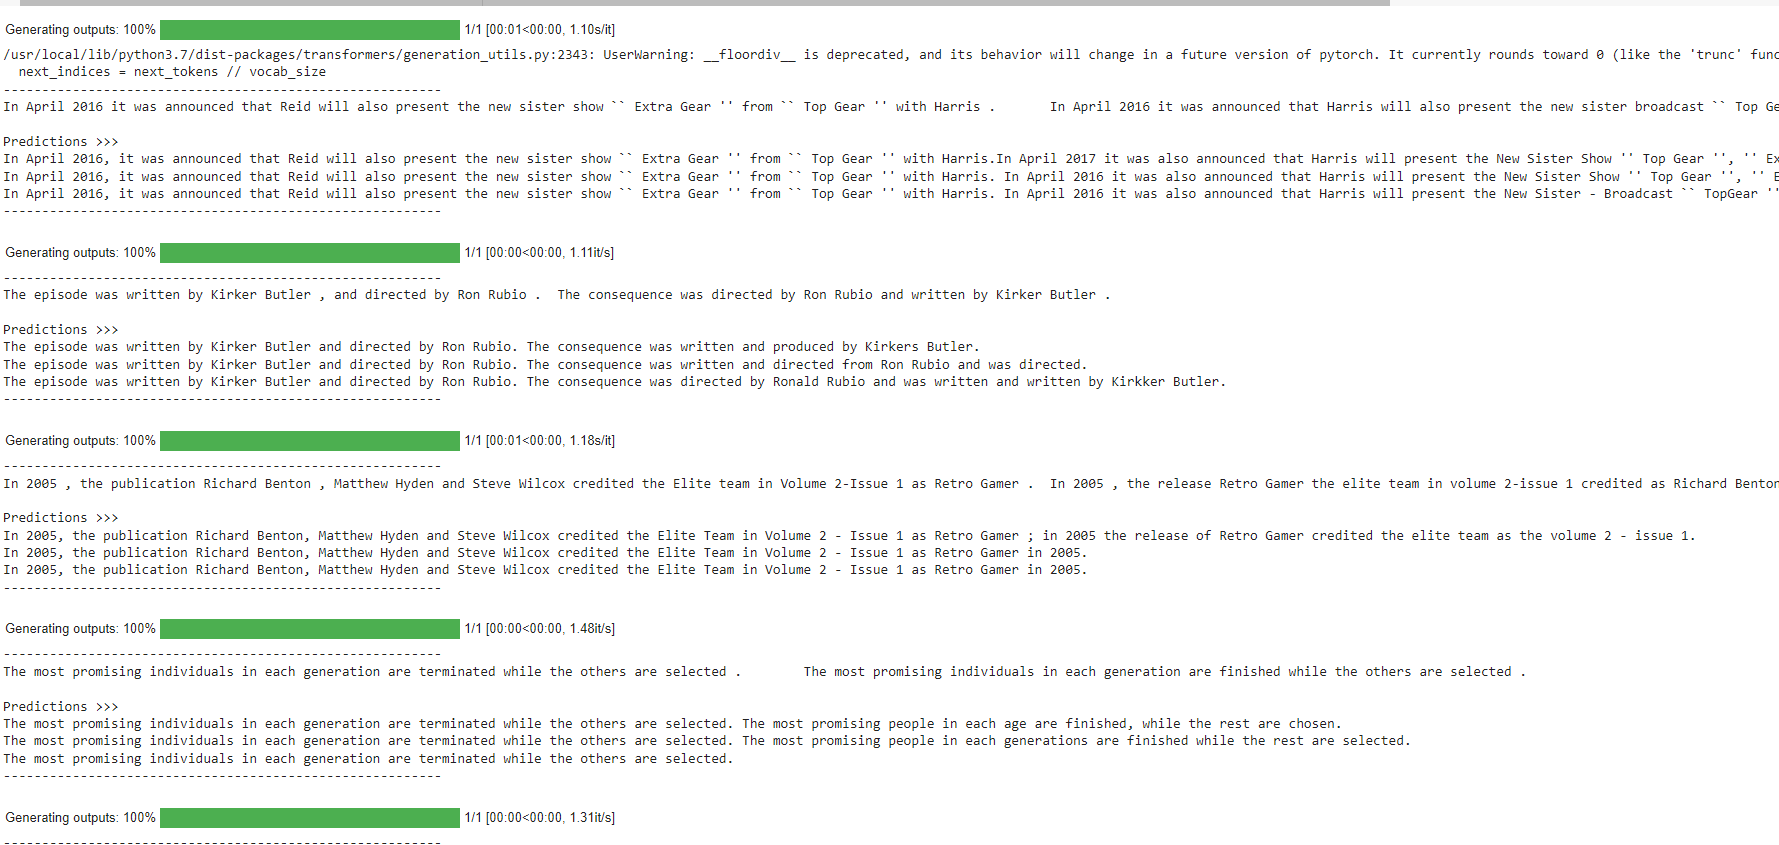 Generating outputs: 100% 1/1 [00:01<00:00, 1.10s/it]
/usr/local/lib/python3.7/dist-packages/transformers/generation_utils.py:2343: UserWarning: __floordiv__ is deprecated, and its behavior will change in a future version of pytorch. It currently rounds toward 0 (like the 'trunc' func
next_indices = next_tokens // vocab_size
---------------------------------------------------------
In April 2016 it was announced that Reid will also present the new sister show `` Extra Gear '' from `` Top Gear '' with Harris . In April 2016 it was announced that Harris will also present the new sister broadcast `` Top Ge
Predictions >>>
In April 2016, it was announced that Reid will also present the new sister show `` Extra Gear '' from `` Top Gear '' with Harris.In April 2017 it was also announced that Harris will present the New Sister Show '' Top Gear '', '' Ex
In April 2016, it was announced that Reid will also present the new sister show `` Extra Gear '' from `` Top Gear '' with Harris. In April 2016 it was also announced that Harris will present the New Sister Show '' Top Gear '', '' E
In April 2016, it was announced that Reid will also present the new sister show `` Extra Gear '' from `` Top Gear '' with Harris. In April 2016 it was also announced that Harris will present the New Sister - Broadcast `` TopGear ''
---------------------------------------------------------
Generating outputs: 100% 1/1 [00:00<00:00, 1.11it/s]
---------------------------------------------------------
The episode was written by Kirker Butler , and directed by Ron Rubio . The consequence was directed by Ron Rubio and written by Kirker Butler .
Predictions >>>
The episode was written by Kirker Butler and directed by Ron Rubio. The consequence was written and produced by Kirkers Butler.
The episode was written by Kirker Butler and directed by Ron Rubio. The consequence was written and directed from Ron Rubio and was directed.
The episode was written by Kirker Butler and directed by Ron Rubio. The consequence was directed by Ronald Rubio and was written and written by Kirkker Butler.
---------------------------------------------------------
Generating outputs: 100% 1/1 [00:01<00:00, 1.18s/it]
---------------------------------------------------------
In 2005 , the publication Richard Benton , Matthew Hyden and Steve Wilcox credited the Elite team in Volume 2-Issue 1 as Retro Gamer . In 2005 , the release Retro Gamer the elite team in volume 2-issue 1 credited as Richard Benton
Predictions >>>
In 2005, the publication Richard Benton, Matthew Hyden and Steve Wilcox credited the Elite Team in Volume 2 - Issue 1 as Retro Gamer ; in 2005 the release of Retro Gamer credited the elite team as the volume 2 - issue 1.
In 2005, the publication Richard Benton, Matthew Hyden and Steve Wilcox credited the Elite Team in Volume 2 - Issue 1 as Retro Gamer in 2005.
In 2005, the publication Richard Benton, Matthew Hyden and Steve Wilcox credited the Elite Team in Volume 2 - Issue 1 as Retro Gamer in 2005.
---------------------------------------------------------
Generating outputs: 100% 1/1 [00:00<00:00, 1.48it/s]
---------------------------------------------------------
The most promising individuals in each generation are terminated while the others are selected . The most promising individuals in each generation are finished while the others are selected .
Predictions >>>
The most promising individuals in each generation are terminated while the others are selected. The most promising people in each age are finished, while the rest are chosen.
The most promising individuals in each generation are terminated while the others are selected. The most promising people in each generations are finished while the rest are selected.
The most promising individuals in each generation are terminated while the others are selected.
---------------------------------------------------------
Generating outputs: 100% 1/1 [00:00<00:00, 1.31it/s]
---------------------------------------------------------